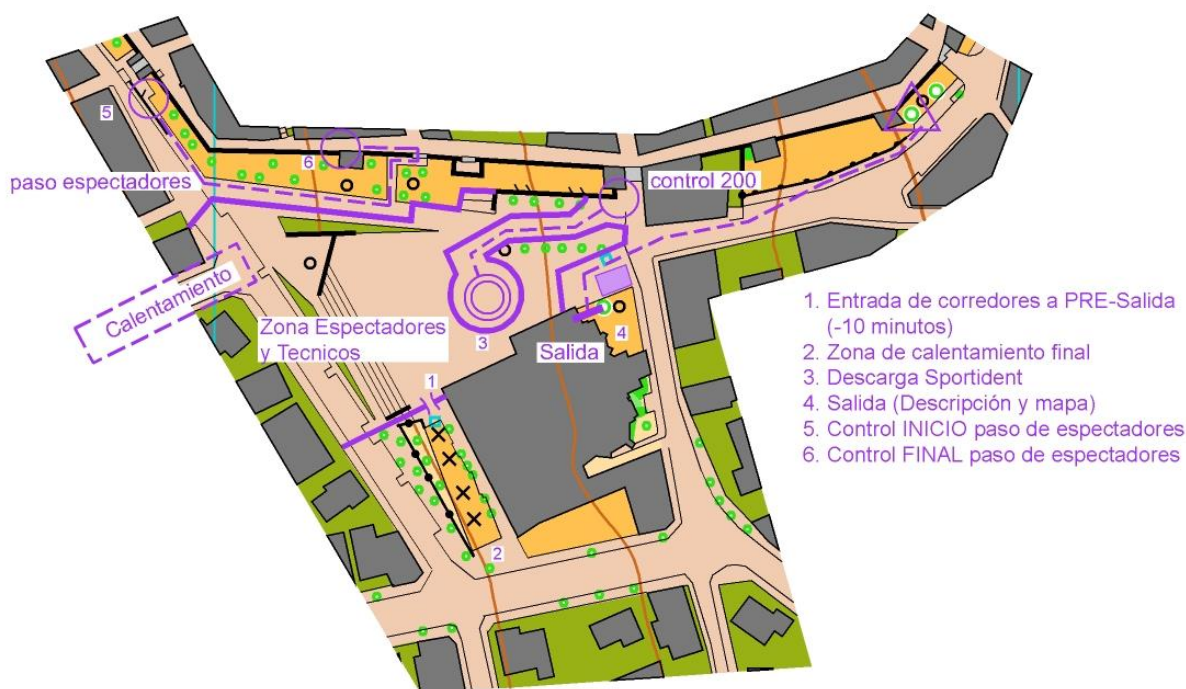 5
6
paso espectadores
control 200
Calentamiento
Zona Espectadores
y Tecnicos
3
Salida
4
1
2
1. Entrada de corredores a PRE-Salida
(-10 minutos)
2. Zona de calentamiento final
3. Descarga Sportident
4. Salida (Descripción y mapa)
5. Control INICIO paso de espectadores
6. Control FINAL paso de espectadores